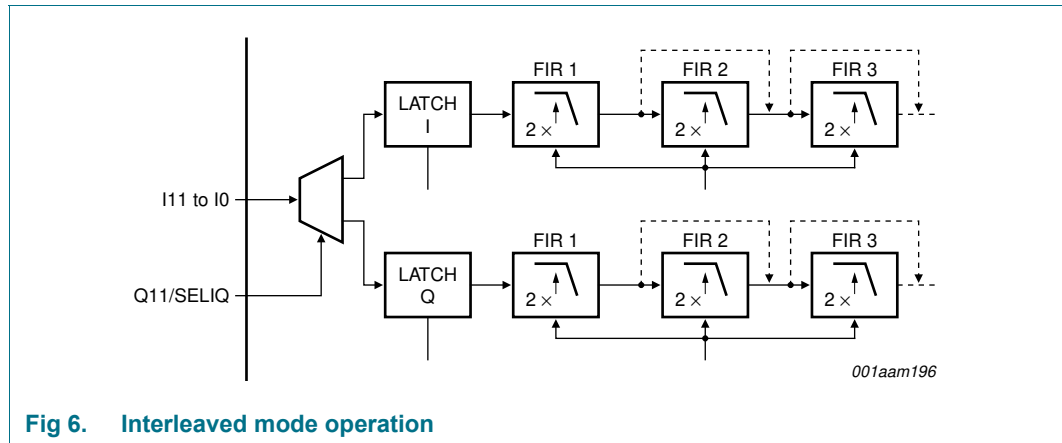 FIR 1 FIR 2 FIR 3
LATCH
I
2 × 2 × 2 ×
I11 to I0
FIR 1 FIR 2 FIR 3
LATCH
Q
Q11/SELIQ
2 × 2 × 2 ×
001aam196
Fig 6. Interleaved mode operation